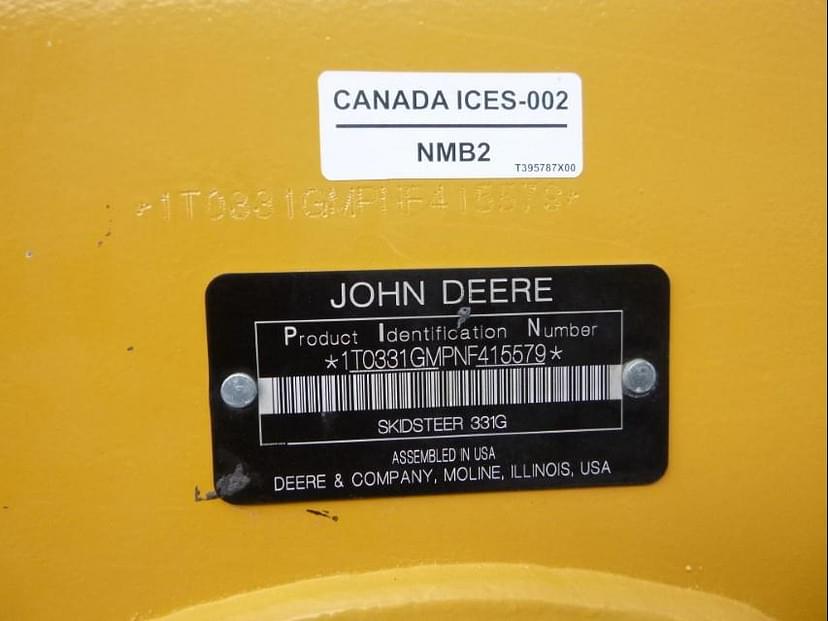 CANADA ICES-002
NMB2
T395787X00
*1T0331GMPNF415579*
JOHN DEERE
Product Identification Number
*1T0331GMPNF415579*
SKIDSTEER 331G
ASSEMBLED IN USA
DEERE & COMPANY, MOLINE, ILLINOIS, USA